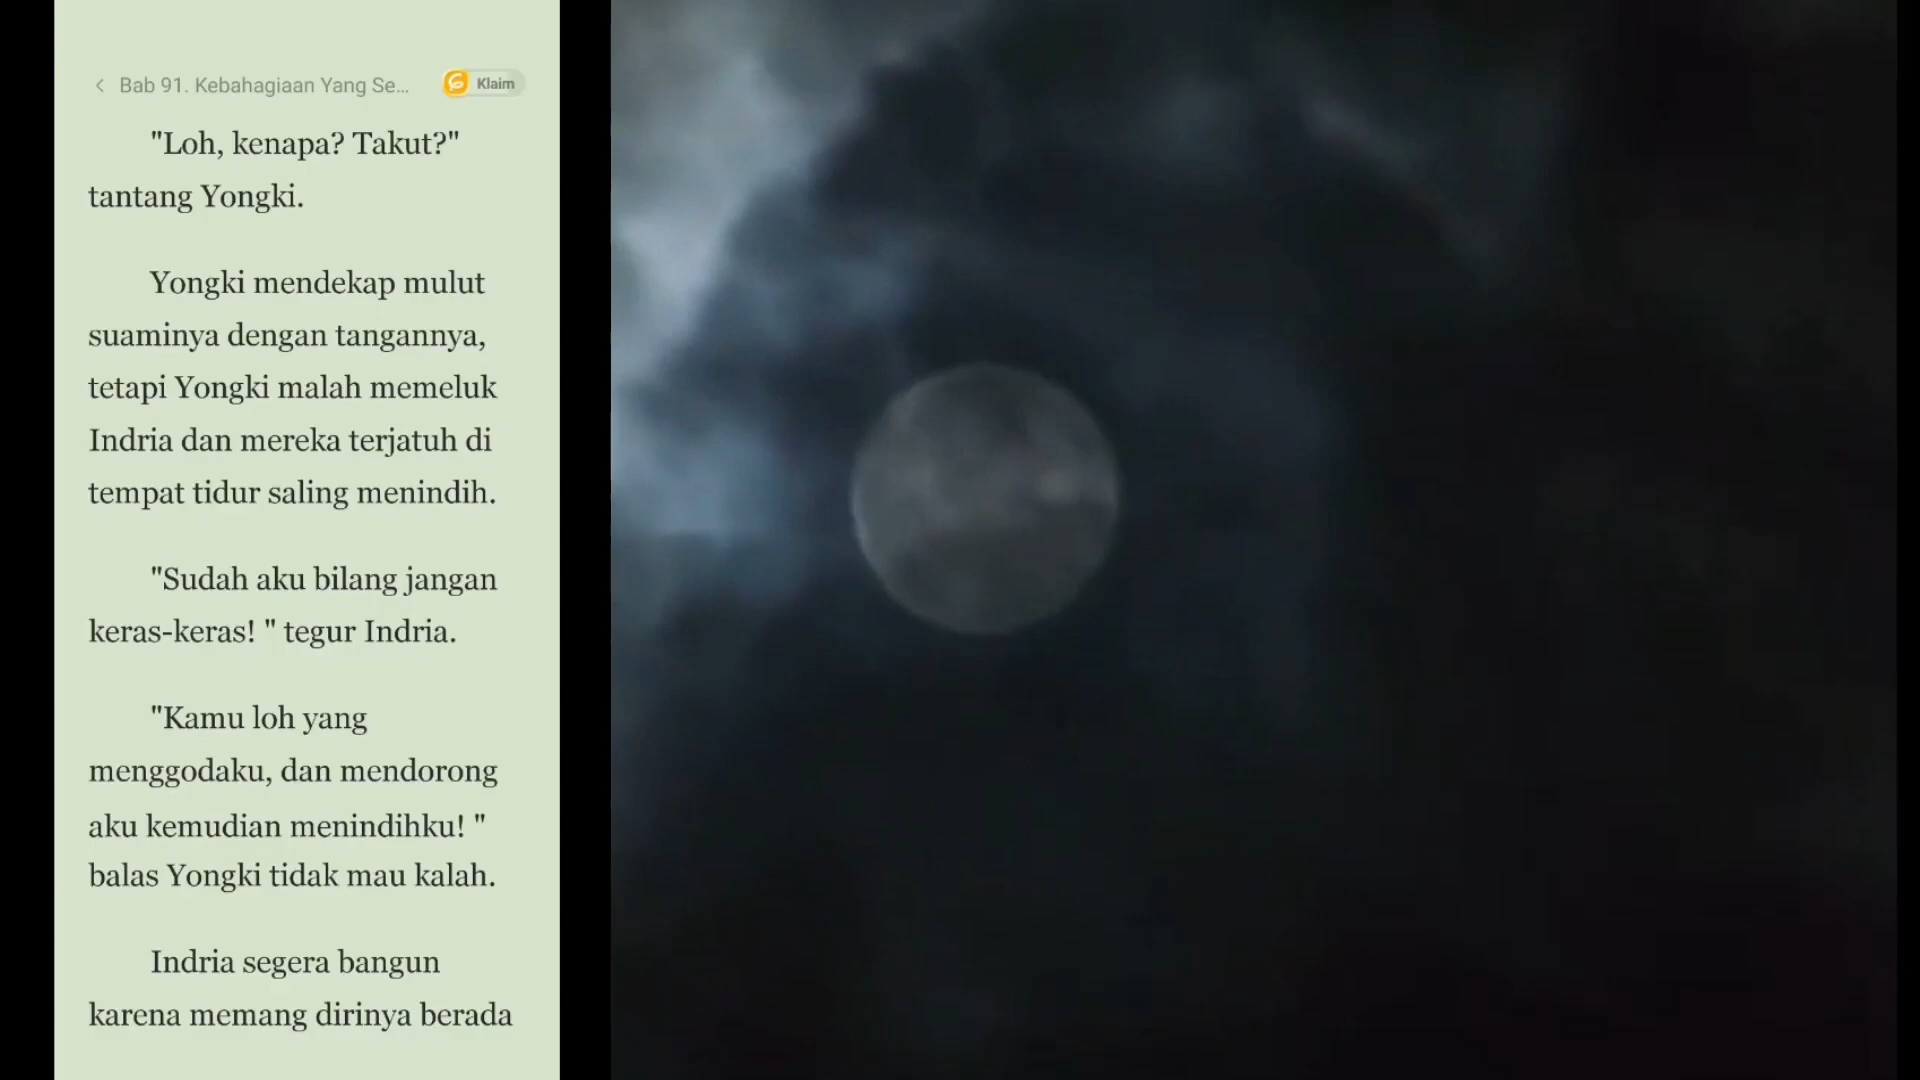 Bab 91. Kebahagiaan Yang Se...
Klaim
"Loh, kenapa? Takut?"
tantang Yongki.
Yongki mendekap mulut
suaminya dengan tangannya,
tetapi Yongki malah memeluk
Indria dan mereka terjatuh di
tempat tidur saling menindih.
"Sudah aku bilang jangan
keras-keras! " tegur Indria.
"Kamu loh yang
menggodaku, dan mendorong
aku kemudian menindihku! "
balas Yongki tidak mau kalah.
Indria segera bangun
karena memang dirinya berada